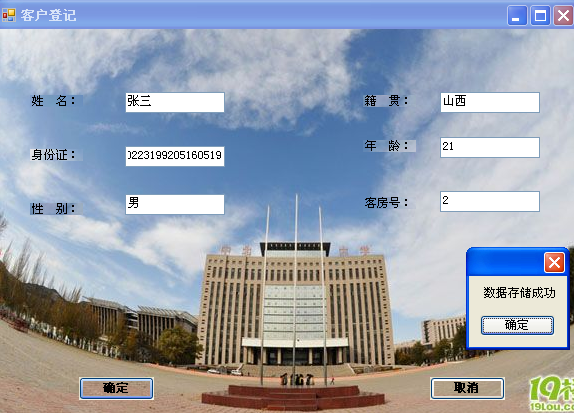 客户登记
姓 名： 张三
籍 贯： 山西
身份证： 0223199205160519
年 龄： 21
性 别： 男
客房号： 2
数据存储成功
确定
确定
取消
19lou.com